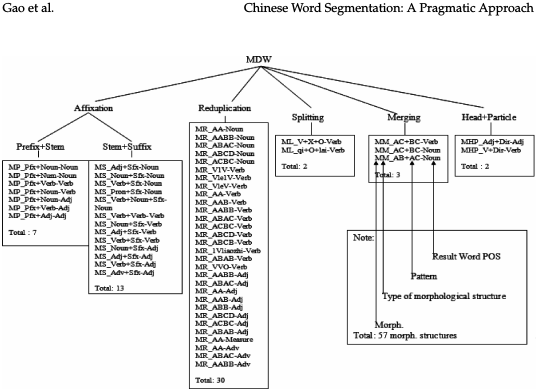 Gao et al.
Chinese Word Segmentation: A Pragmatic Approach
MDW
Affixation
Reduplication
Splitting
Merging
Head+Particle
Prefix+Stem
Stem+Suffix
MP_Pfx+Noun-Noun
MP_Pfx+Num-Noun
MP_Pfx+Verb-Verb
MP_Pfx+Noun-Verb
MP_Pfx+Noun-Adj
MP_Pfx+Verb-Adj
MP_Pfx+Adj-Adj
Total : 7
MS_Adj+Sfx-Noun
MS_Noun+Sfx-Noun
MS_Verb+Sfx-Noun
MS_Pron+Sfx-Noun
MS_Verb+Noun+Sfx-
Noun
MS_Verb+Verb-Verb
MS_Noun+Sfx-Verb
MS_Adj+Sfx-Verb
MS_Verb+Sfx-Verb
MS_Noun+Sfx-Adj
MS_Adj+Sfx-Adj
MS_Verb+Sfx-Adj
MS_Adv+Sfx-Adj
Total: 13
MR_AA-Noun
MR_AABB-Noun
MR_ABAC-Noun
MR_ABCD-Noun
MR_ACBC-Noun
MR_V1V-Verb
MR_Vle1V-Verb
MR_VleV-Verb
MR_AA-Verb
MR_AAB-Verb
MR_AABB-Verb
MR_ABAC-Verb
MR_ACBC-Verb
MR_ABCD-Verb
MR_ABCB-Verb
MR_1V1iaozhi-Verb
MR_ABAB-Verb
MR_VVO-Verb
MR_AABB-Adj
MR_ABAC-Adj
MR_AA-Adj
MR_AAB-Adj
MR_ABB-Adj
MR_ABCD-Adj
MR_ACBC-Adj
MR_ABAB-Adj
MR_AA-Measure
MR_AA-Adv
MR_ABAC-Adv
MR_AABB-Adv
Total: 30
ML_V+X+O-Verb
ML_qi+O+lai-Verb
Total: 2
MM_AC+BC-Verb
MM_AC+BC-Noun
MM_AB+AC-Noun
Total: 3
MHP_Adj+Dir-Adj
MHP_V+Dir-Verb
Total : 2
Note:
Result Word POS
Pattern
Type of morphological structure
Morph.
Total: 57 morph. structures